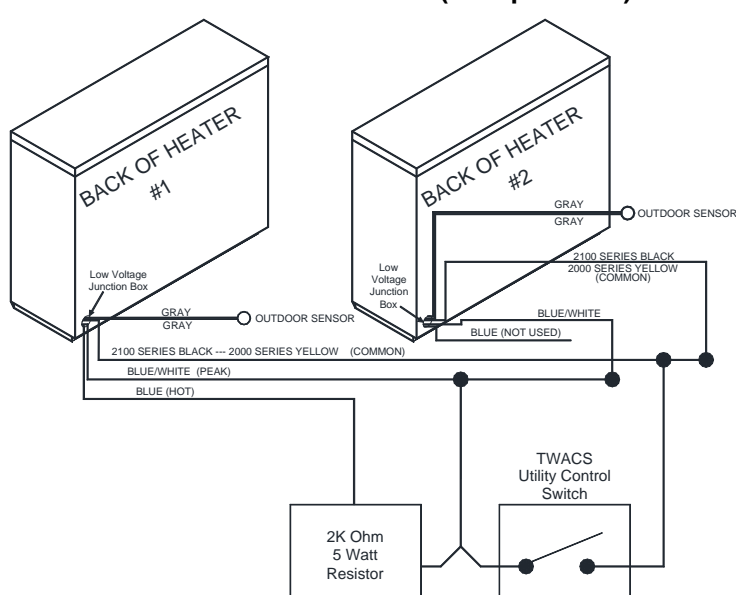 BACK OF HEATER
#1
Low Voltage
Junction Box
GRAY
GRAY
OUTDOOR SENSOR
BACK OF HEATER
#2
GRAY
GRAY
OUTDOOR SENSOR
Low
Voltage
Junction
Box
2100 SERIES BLACK
2000 SERIES YELLOW
(COMMON)
BLUE/WHITE
BLUE (NOT USED)
2100 SERIES BLACK --- 2000 SERIES YELLOW (COMMON)
BLUE/WHITE (PEAK)
BLUE (HOT)
2K Ohm
5 Watt
Resistor
TWACS
Utility Control
Switch